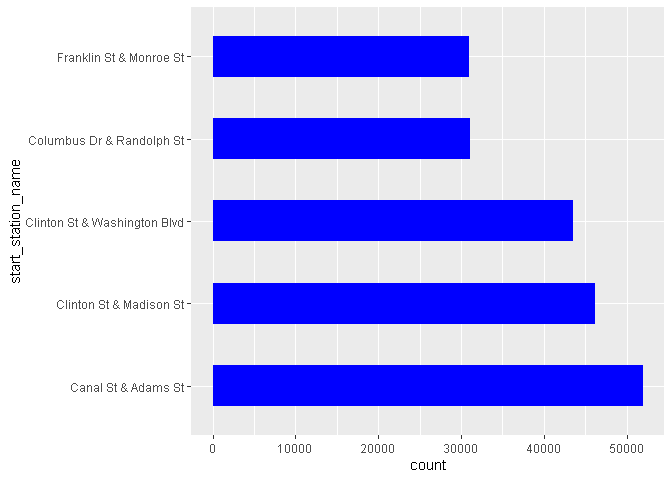 Franklin St & Monroe St
Columbus Dr & Randolph St
Clinton St & Washington Blvd
Clinton St & Madison St
Canal St & Adams St
start_station_name
0 10000 20000 30000 40000 50000
count